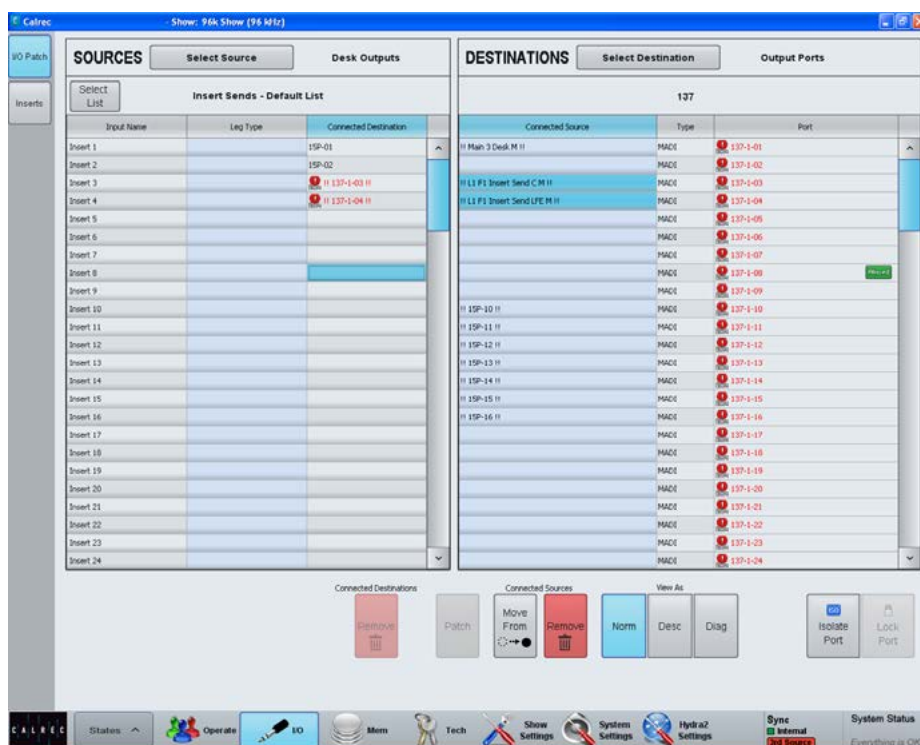 Calrec - Show: 96k Show (96 kHz)
I/O Patch
Inserts
SOURCES Select Source Desk Outputs
Select List Insert Sends - Default List
Input Name Leg Type Connected Destination
Insert 1 15P-01
Insert 2 15P-02
Insert 3 !! 137-1-03 !!
Insert 4 !! 137-1-04 !!
Insert 5
Insert 6
Insert 7
Insert 8
Insert 9
Insert 10
Insert 11
Insert 12
Insert 13
Insert 14
Insert 15
Insert 16
Insert 17
Insert 18
Insert 19
Insert 20
Insert 21
Insert 22
Insert 23
Insert 24
DESTINATIONS Select Destination Output Ports
137
Connected Source Type Port
!! Main 3 Desk M !! MADI 137-1-01
MADI 137-1-02
!! L1 F1 Insert Send C M !! MADI 137-1-03
!! L1 F1 Insert Send LFE M !! MADI 137-1-04
MADI 137-1-05
MADI 137-1-06
MADI 137-1-07
MADI 137-1-08
MADI 137-1-09
!! 15P-10 !! MADI 137-1-10
!! 15P-11 !! MADI 137-1-11
!! 15P-12 !! MADI 137-1-12
!! 15P-13 !! MADI 137-1-13
!! 15P-14 !! MADI 137-1-14
!! 15P-15 !! MADI 137-1-15
!! 15P-16 !! MADI 137-1-16
MADI 137-1-17
MADI 137-1-18
MADI 137-1-19
MADI 137-1-20
MADI 137-1-21
MADI 137-1-22
MADI 137-1-23
MADI 137-1-24
Connected Destinations Connected Sources View As
Remove Patch Move From Remove Norm Desc Diag ISO Isolate Port Lock Port
CALREC States Operate I/O Mem Tech Show Settings System Settings Hydra2 Settings
Sync
Internal
3rd Source
System Status
Everything is OK